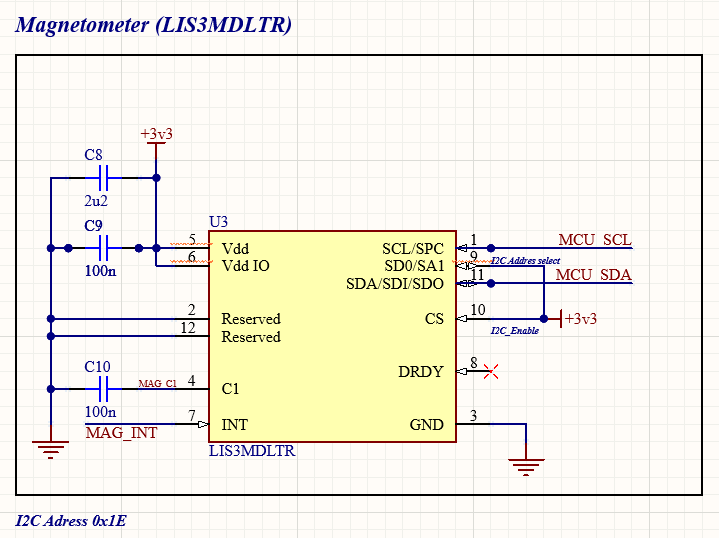 Magnetometer (LIS3MDLTR)
+3v3
C8
2u2
C9
100n
U3
5 Vdd SCL/SPC 1 MCU_SCL
6 Vdd IO SD0/SA1 9 I2C Addres select
SDA/SDI/SDO 11 MCU_SDA
2 Reserved CS 10 +3v3
12 Reserved I2C_Enable
C10
DRDY 8
MAG_C1 4 C1
100n
7 INT GND 3
MAG_INT
LIS3MDLTR
I2C Adress 0x1E